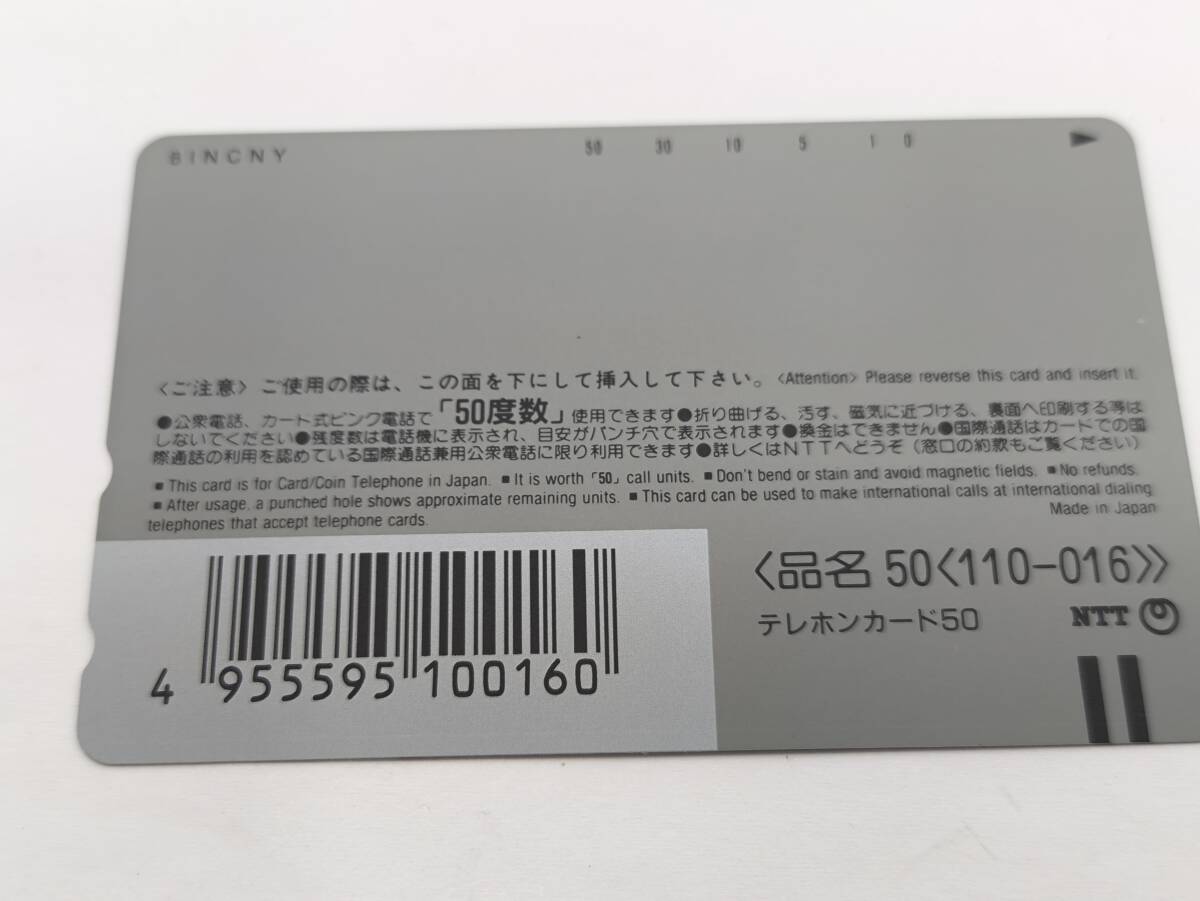 BINCNY
50 30 10 5 1 0
〈ご注意〉ご使用の際は、この面を下にして挿入して下さい。〈Attention〉 Please reverse this card and insert it.
●公衆電話、カード式ピンク電話で「50度数」使用できます●折り曲げる、汚す、磁気に近づける、裏面へ印刷する等は
しないでください●残度数は電話機に表示され、目安がパンチ穴で表示されます●換金はできません●国際通話はカードでの国
際通話の利用を認めている国際通話兼用公衆電話に限り利用できます●詳しくはNTTへどうぞ（窓口の約款もご覧ください）
■This card is for Card/Coin Telephone in Japan. ■It is worth「50」call units. ■Don't bend or stain and avoid magnetic fields. ■No refunds.
■After usage, a punched hole shows approximate remaining units. ■This card can be used to make international calls at international dialing
telephones that accept telephone cards.
Made in Japan
〈品名 50〈110-016〉〉
テレホンカード50 NTT
4 955595 100160